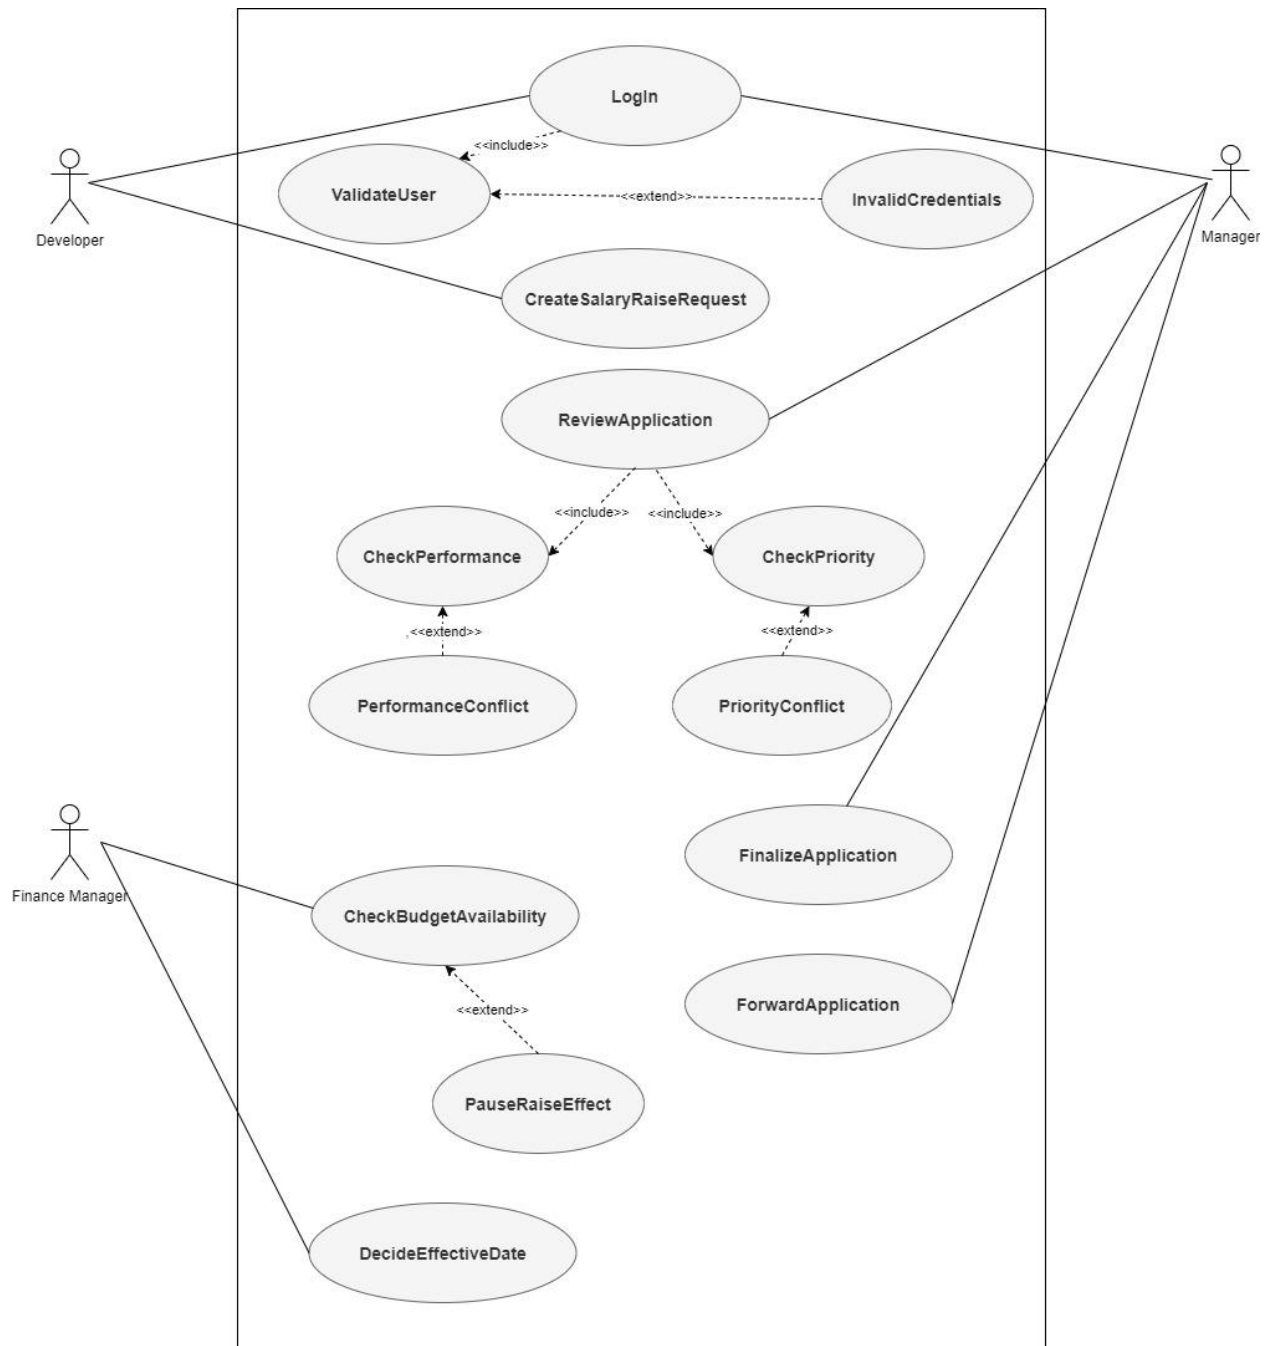 LogIn
<<include>>
ValidateUser
<<extend>>
InvalidCredentials
Developer
Manager
CreateSalaryRaiseRequest
ReviewApplication
<<include>>
<<include>>
CheckPerformance
CheckPriority
,<<extend>>
<<extend>>
PerformanceConflict
PriorityConflict
FinalizeApplication
Finance Manager
CheckBudgetAvailability
ForwardApplication
<<extend>>
PauseRaiseEffect
DecideEffectiveDate